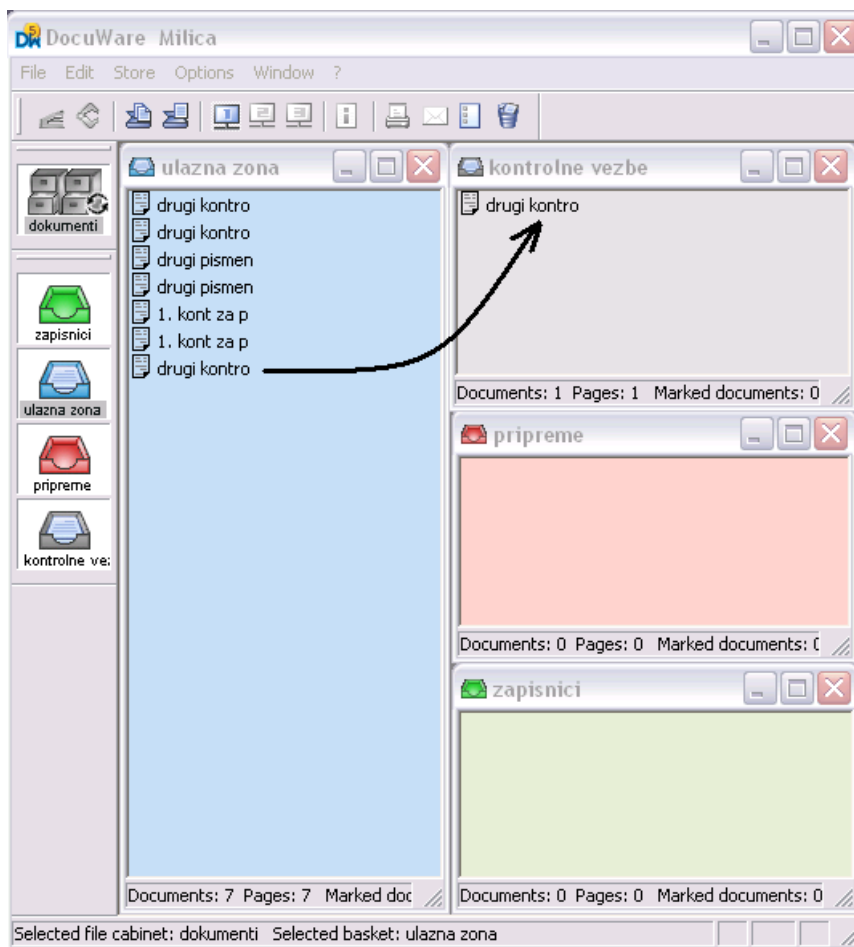 DocuWare Milica
File Edit Store Options Window ?
dokumenti
zapisnici
ulazna zona
pripreme
kontrolne vez
ulazna zona
drugi kontro
drugi kontro
drugi pismen
drugi pismen
1. kont za p
1. kont za p
drugi kontro
Documents: 7 Pages: 7 Marked doc
kontrolne vezbe
drugi kontro
Documents: 1 Pages: 1 Marked documents: 0
pripreme
Documents: 0 Pages: 0 Marked documents: 0
zapisnici
Documents: 0 Pages: 0 Marked documents: 0
Selected file cabinet: dokumenti Selected basket: ulazna zona